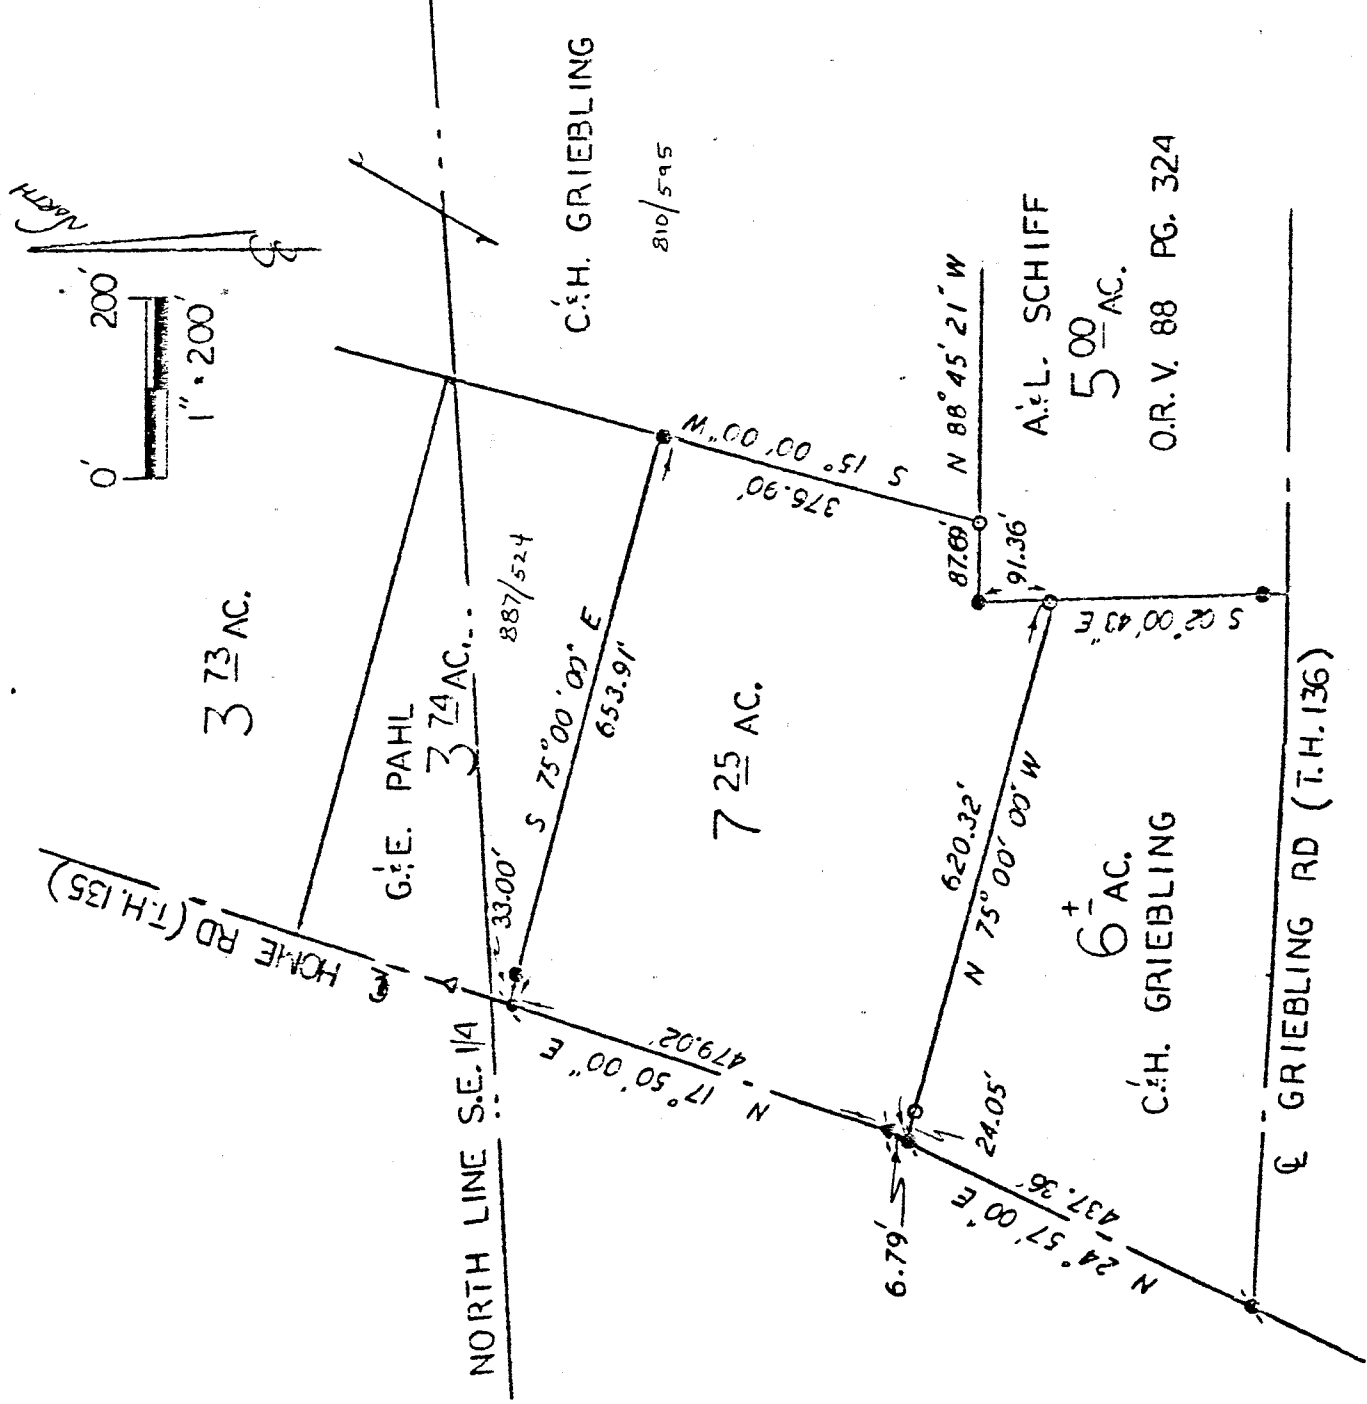 NORTH
0' 200'
1" = 200'
C.&H. GRIEBLING
810/595
3 73 AC.
HOME RD (T.H. 135)
G.&E. PAHL
3 74 AC.
887/524
NORTH LINE S.E. 1/4
33.00'
S 75° 00' 00" E
653.91'
S 15° 00' 00" W
N 17° 50' 00" E
479.02'
7 25 AC.
N 88° 45' 21" W
87.69'
91.36'
A.&L. SCHIFF
5 00 AC.
O.R. V. 88 PG. 324
S 02° 00' 43" E
620.32'
N 75° 00' 00" W
6.79'
24.05'
N 24° 57' 00" E
437.36'
6 ± AC.
C.&H. GRIEBLING
℄ GRIEBLING RD (T.H. 136)